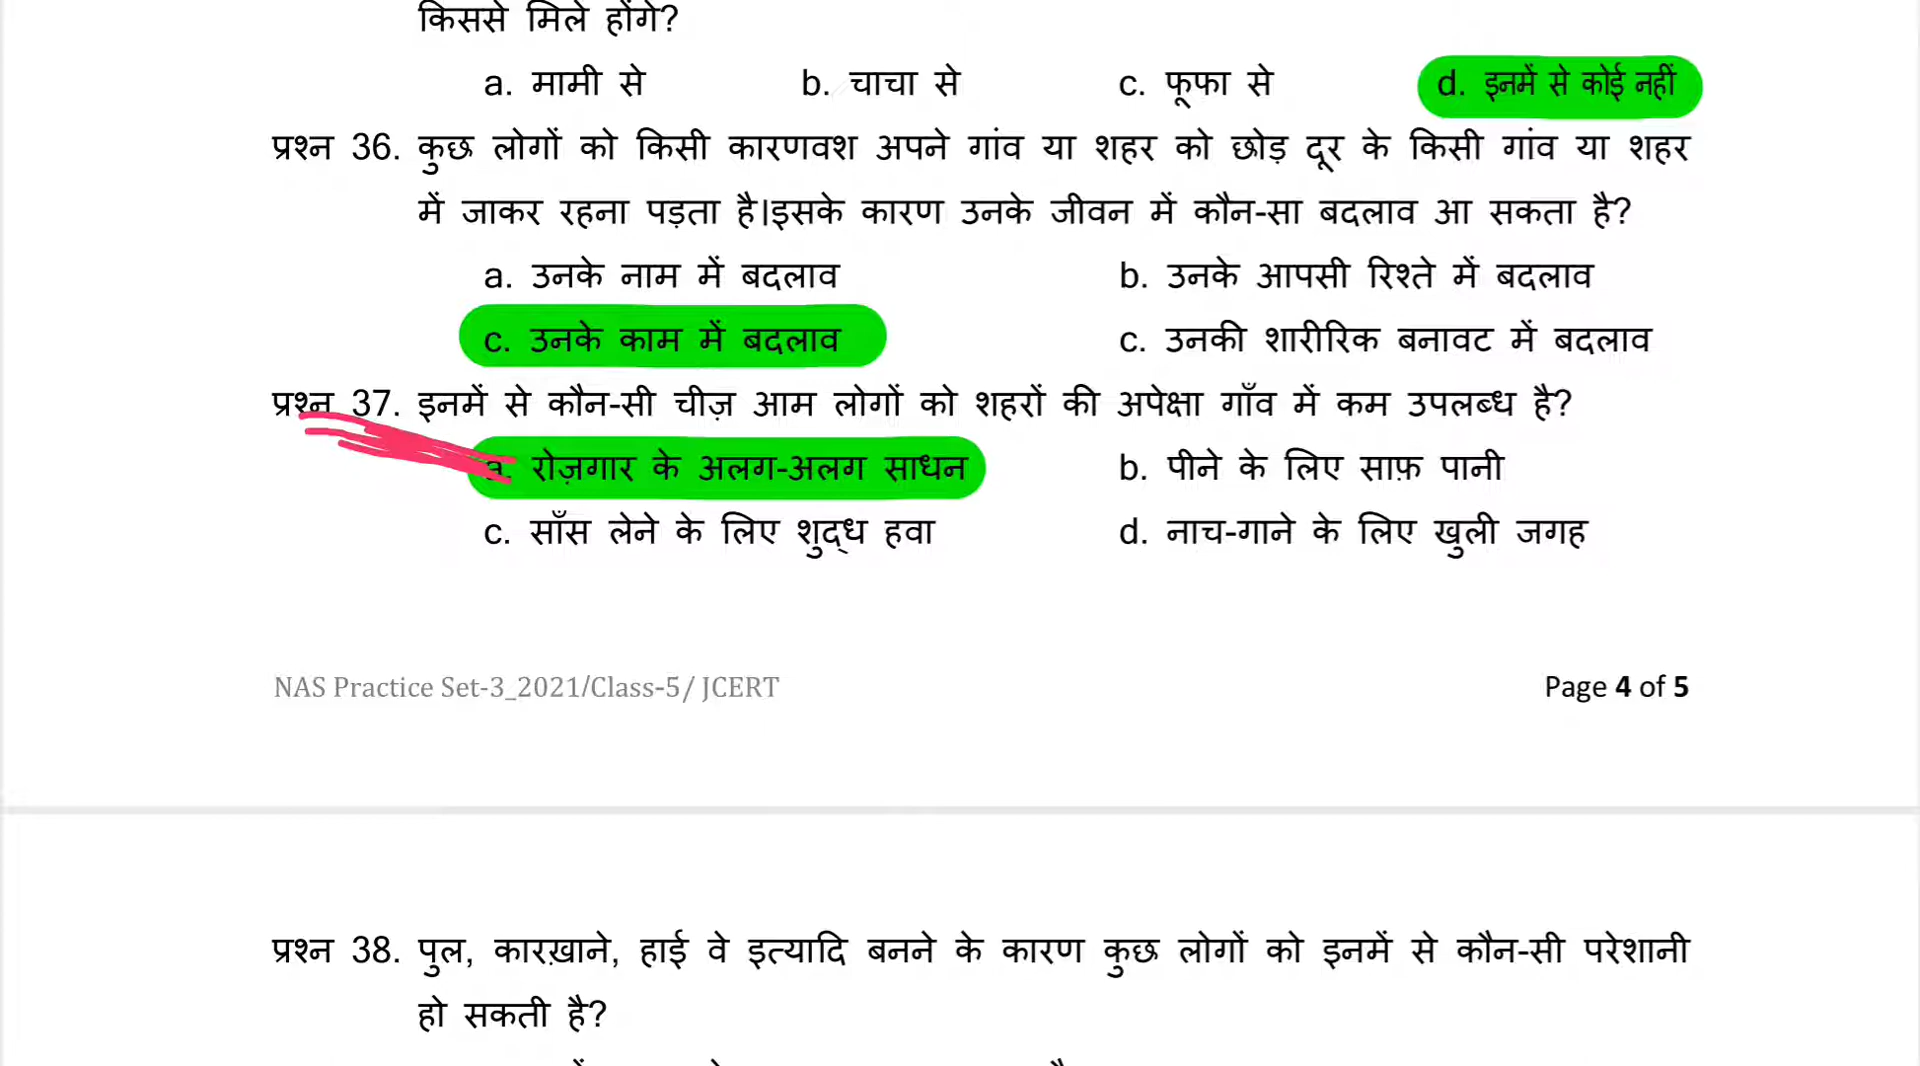 किससे मिले होंगे?
a. मामी से b. चाचा से c. फूफा से d. इनमें से कोई नहीं
प्रश्न 36. कुछ लोगों को किसी कारणवश अपने गांव या शहर को छोड़ दूर के किसी गांव या शहर
में जाकर रहना पड़ता है।इसके कारण उनके जीवन में कौन-सा बदलाव आ सकता है?
a. उनके नाम में बदलाव b. उनके आपसी रिश्ते में बदलाव
c. उनके काम में बदलाव c. उनकी शारीरिक बनावट में बदलाव
प्रश्न 37. इनमें से कौन-सी चीज़ आम लोगों को शहरों की अपेक्षा गाँव में कम उपलब्ध है?
a. रोज़गार के अलग-अलग साधन b. पीने के लिए साफ़ पानी
c. साँस लेने के लिए शुद्ध हवा d. नाच-गाने के लिए खुली जगह
NAS Practice Set-3_2021/Class-5/ JCERT Page 4 of 5
प्रश्न 38. पुल, कारख़ाने, हाई वे इत्यादि बनने के कारण कुछ लोगों को इनमें से कौन-सी परेशानी
हो सकती है?